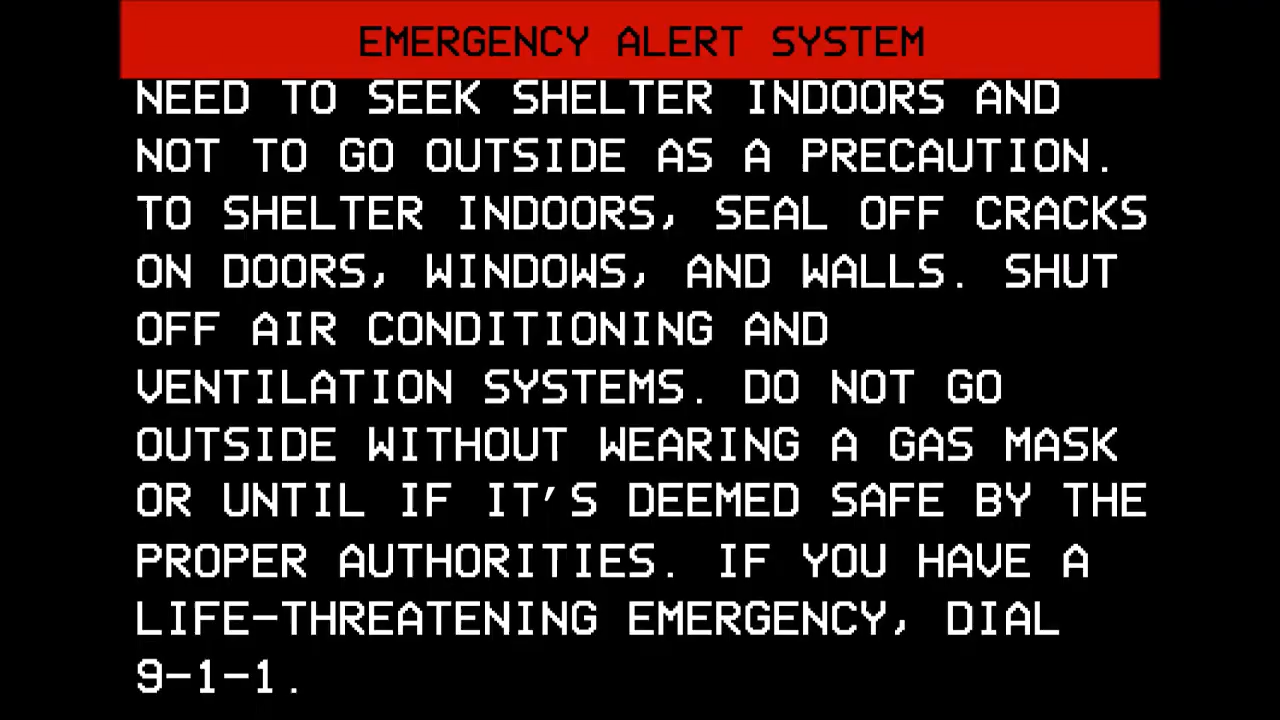 EMERGENCY ALERT SYSTEM
NEED TO SEEK SHELTER INDOORS AND
NOT TO GO OUTSIDE AS A PRECAUTION.
TO SHELTER INDOORS, SEAL OFF CRACKS
ON DOORS, WINDOWS, AND WALLS. SHUT
OFF AIR CONDITIONING AND
VENTILATION SYSTEMS. DO NOT GO
OUTSIDE WITHOUT WEARING A GAS MASK
OR UNTIL IF IT'S DEEMED SAFE BY THE
PROPER AUTHORITIES. IF YOU HAVE A
LIFE-THREATENING EMERGENCY, DIAL
9-1-1.